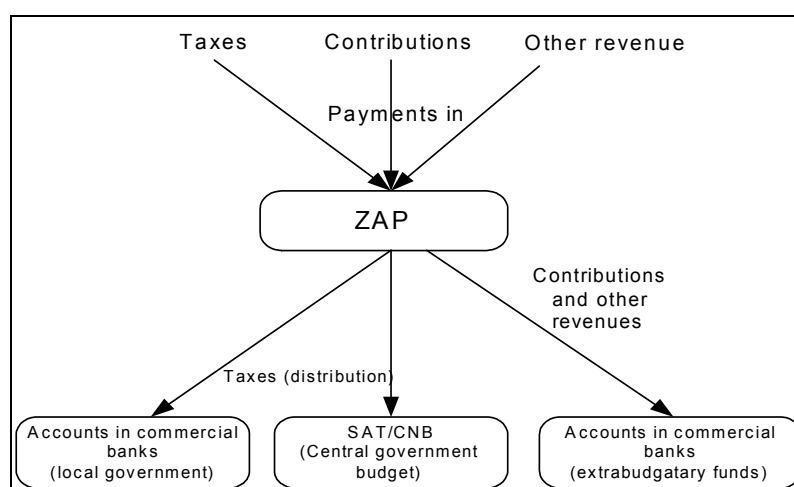 Taxes
Contributions
Other revenue
Payments in
ZAP
Contributions
and other
revenues
Taxes (distribution)
Accounts in commercial
banks
(local government)
SAT/CNB
(Central government
budget)
Accounts in commercial
banks
(extrabudgatary funds)